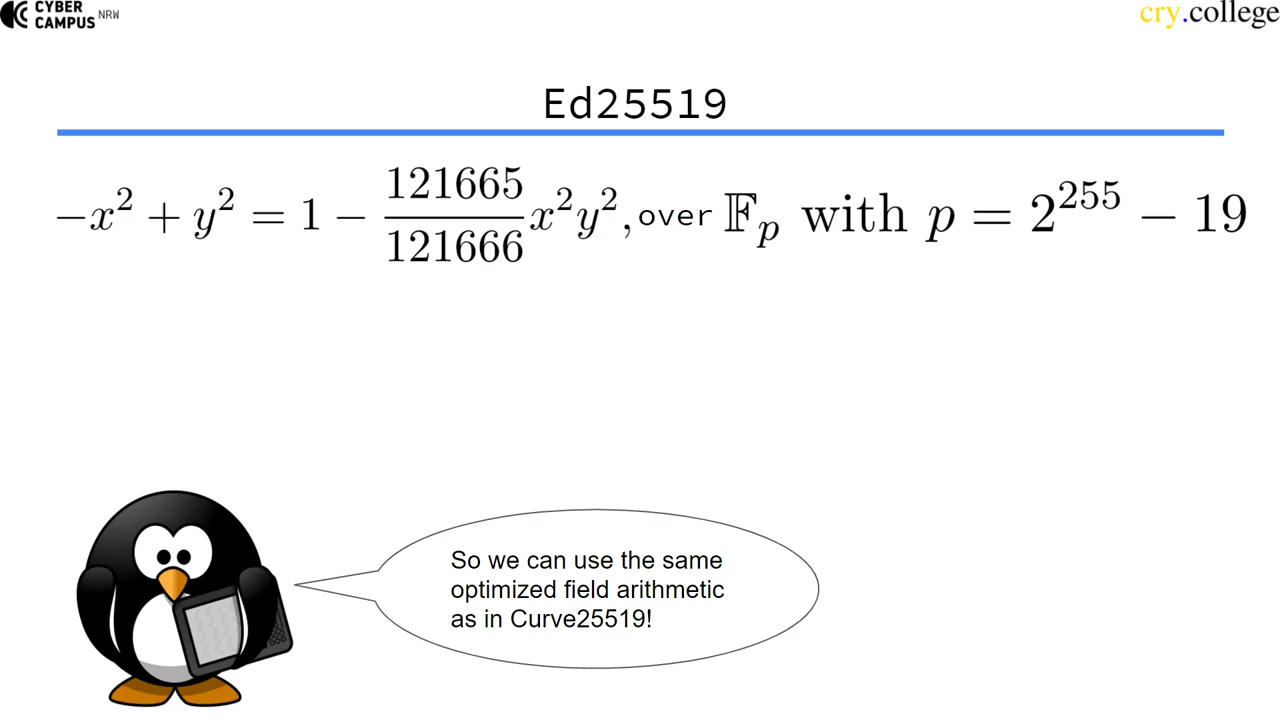 CYBER
CAMPUS NRW
cry.college
Ed25519
−x² + y² = 1 − 121665/121666 x²y², over 𝔽ₚ with p = 2²⁵⁵ − 19
So we can use the same
optimized field arithmetic
as in Curve25519!